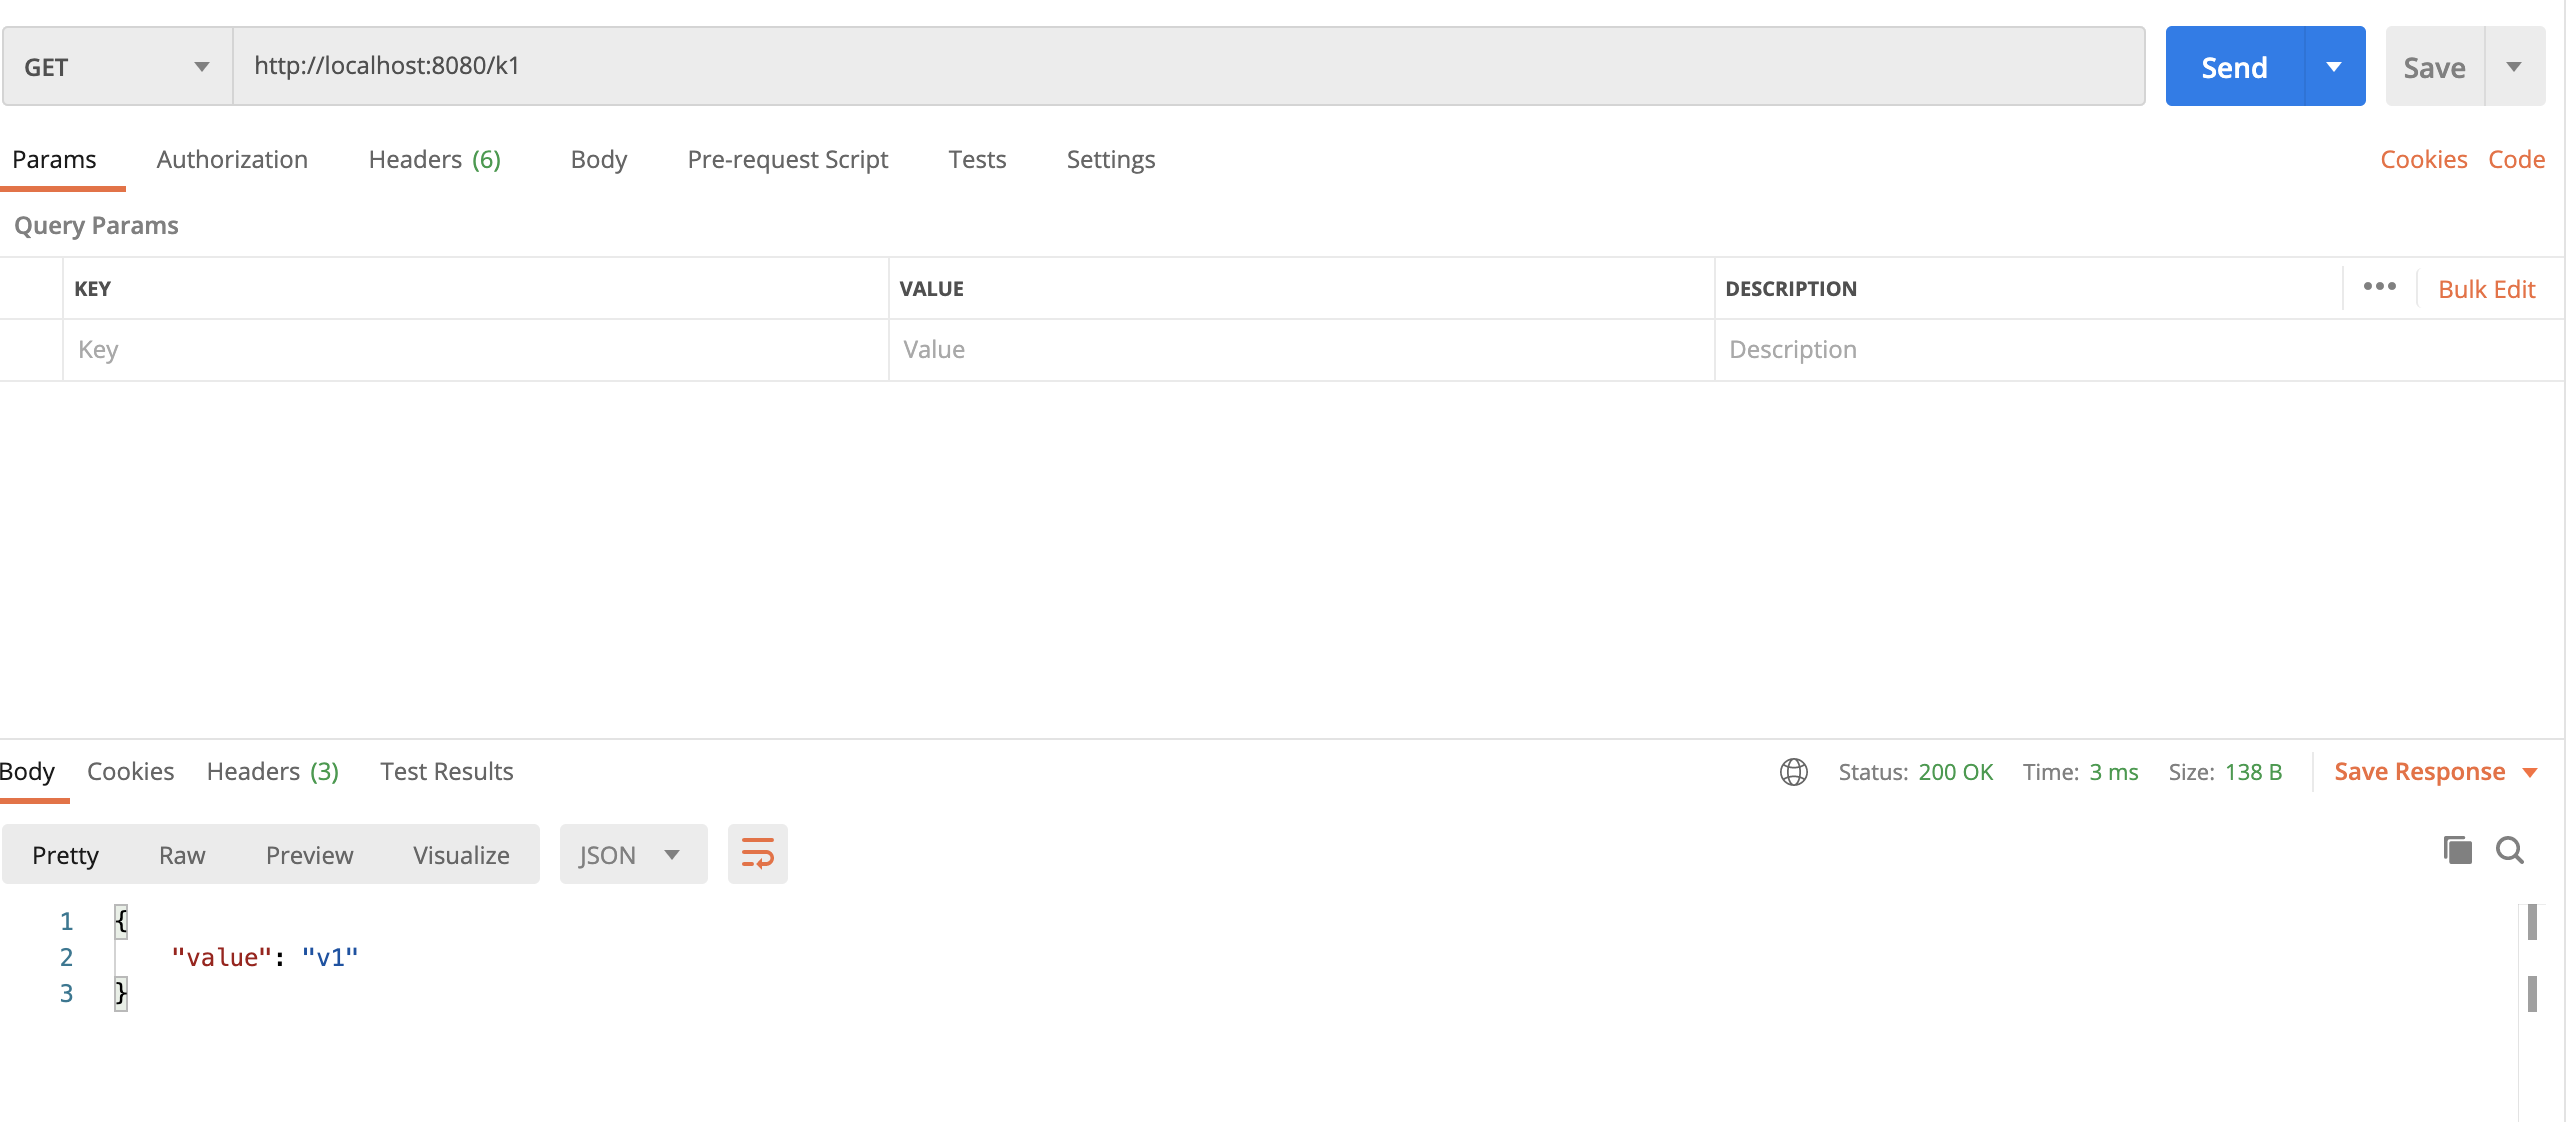 GET http://localhost:8080/k1 Send Save
Params Authorization Headers (6) Body Pre-request Script Tests Settings Cookies Code
Query Params
KEY VALUE DESCRIPTION ••• Bulk Edit
Key Value Description
Body Cookies Headers (3) Test Results Status: 200 OK Time: 3 ms Size: 138 B Save Response
Pretty Raw Preview Visualize JSON
1 {
2 "value": "v1"
3 }